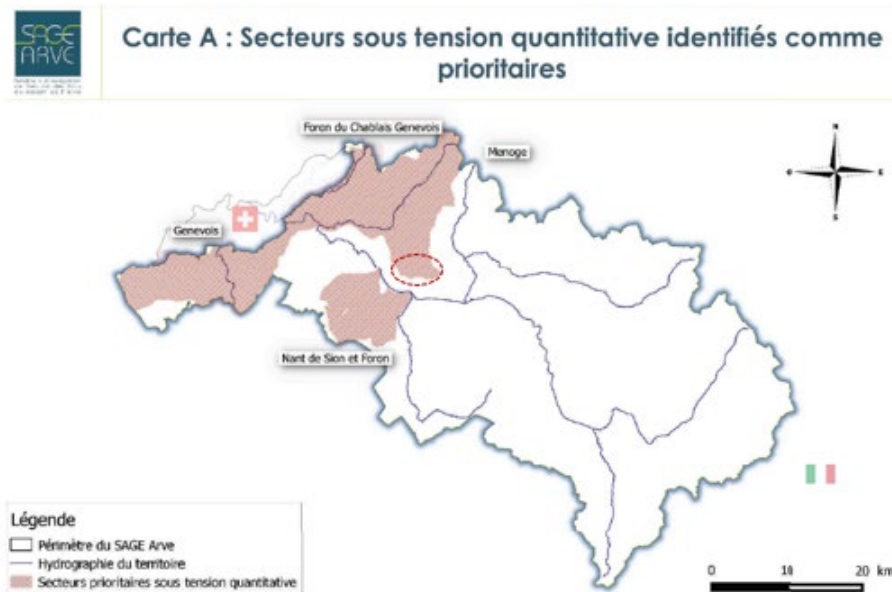 SAGE
ARVE
Carte A : Secteurs sous tension quantitative identifiés comme
prioritaires
Foron du Chablais Genevois
Menoge
N
O
E
S
Genevois
Nant de Sion et Foron
Légende
Périmètre du SAGE Arve
Hydrographie du territoire
Secteurs prioritaires sous tension quantitative
0 10 20 km